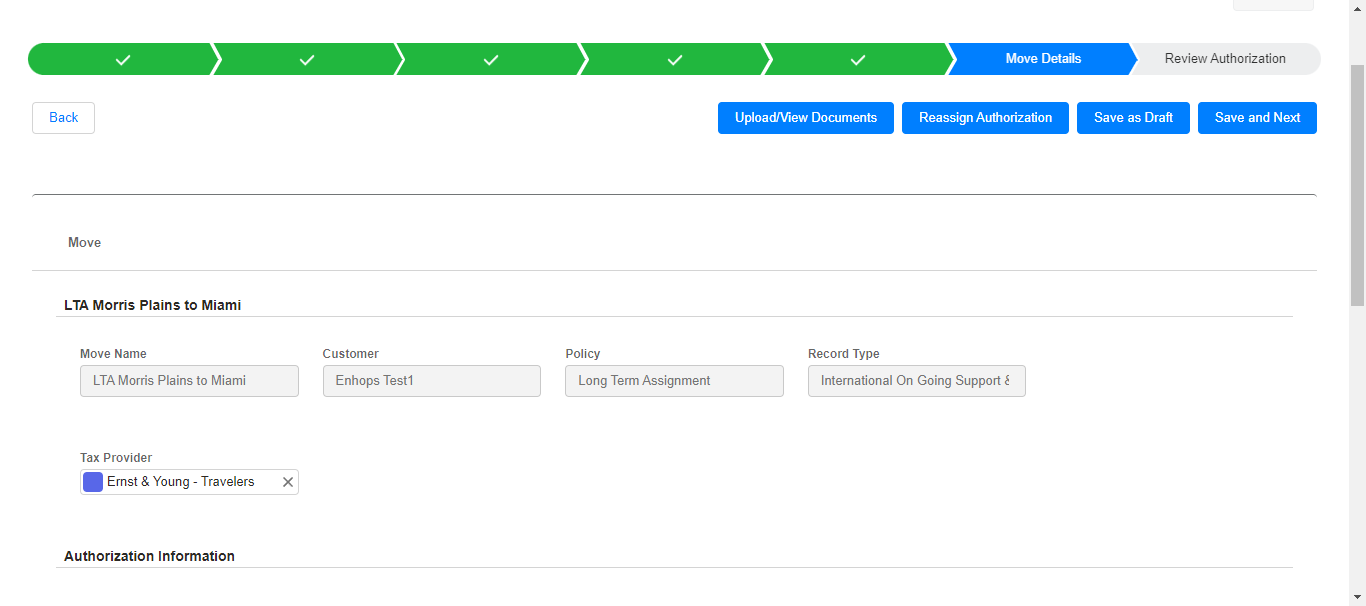 Move Details
Review Authorization
Back
Upload/View Documents
Reassign Authorization
Save as Draft
Save and Next
Move
LTA Morris Plains to Miami
Move Name
Customer
Policy
Record Type
LTA Morris Plains to Miami
Enhops Test1
Long Term Assignment
International On Going Support &
Tax Provider
Ernst & Young - Travelers
Authorization Information